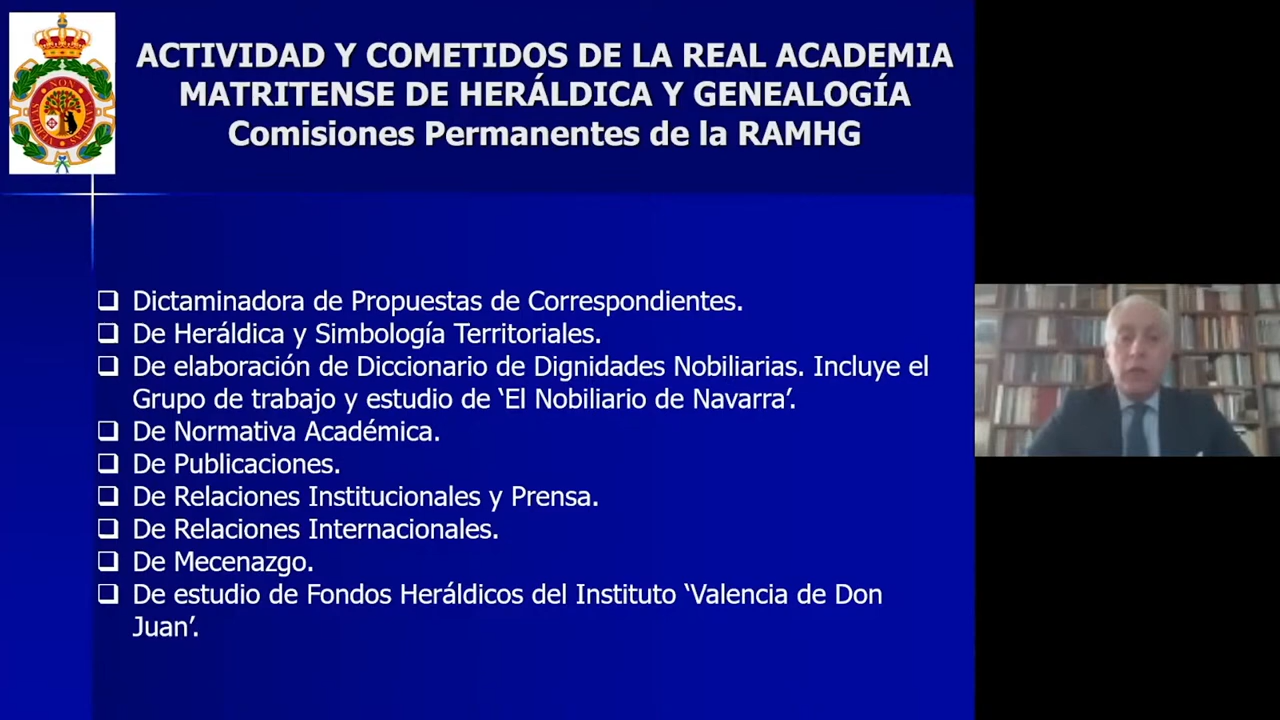 ACTIVIDAD Y COMETIDOS DE LA REAL ACADEMIA
MATRITENSE DE HERÁLDICA Y GENEALOGÍA
Comisiones Permanentes de la RAMHG
❑ Dictaminadora de Propuestas de Correspondientes.
❑ De Heráldica y Simbología Territoriales.
❑ De elaboración de Diccionario de Dignidades Nobiliarias. Incluye el
Grupo de trabajo y estudio de ‘El Nobiliario de Navarra’.
❑ De Normativa Académica.
❑ De Publicaciones.
❑ De Relaciones Institucionales y Prensa.
❑ De Relaciones Internacionales.
❑ De Mecenazgo.
❑ De estudio de Fondos Heráldicos del Instituto ‘Valencia de Don
Juan’.